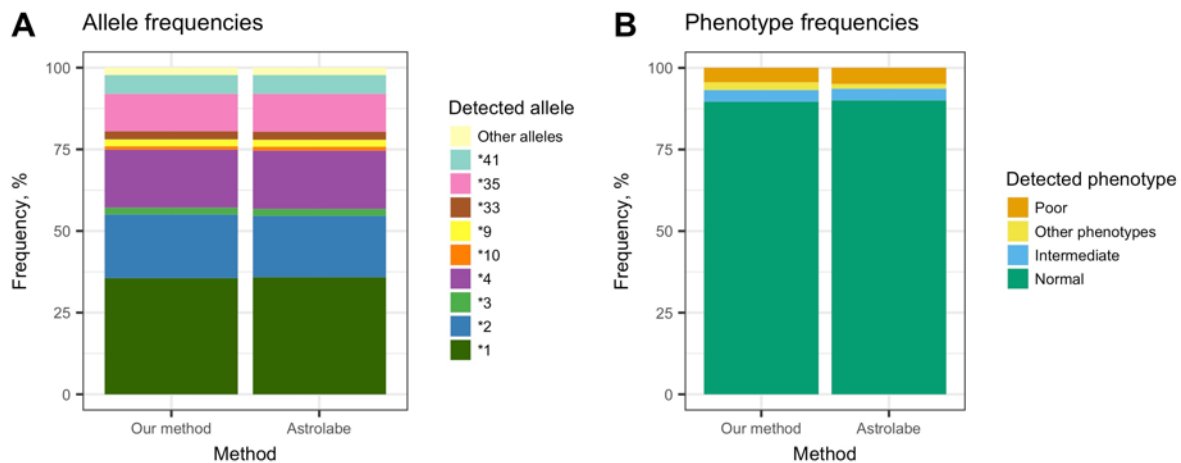 A
Allele frequencies
Frequency, %
100
75
50
25
0
Our method
Astrolabe
Method
Detected allele
Other alleles
*41
*35
*33
*9
*10
*4
*3
*2
*1
B
Phenotype frequencies
Frequency, %
100
75
50
25
0
Our method
Astrolabe
Method
Detected phenotype
Poor
Other phenotypes
Intermediate
Normal